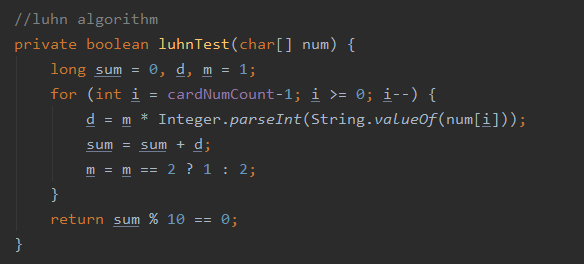 //luhn algorithm
private boolean luhnTest(char[] num) {
    long sum = 0, d, m = 1;
    for (int i = cardNumCount-1; i >= 0; i--) {
        d = m * Integer.parseInt(String.valueOf(num[i]));
        sum = sum + d;
        m = m == 2 ? 1 : 2;
    }
    return sum % 10 == 0;
}